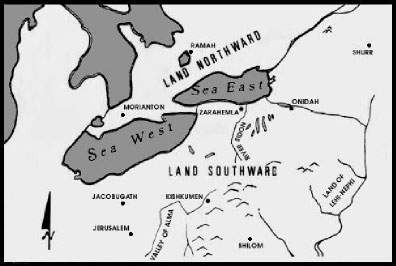 RAMAH
LAND NORTHWARD
SHURR
Sea East
MORIANTON
ZARAHEMLA
ONIDAH
Sea West
RIVER SIDON
LAND SOUTHWARD
LAND OF
LEHI-NEPHI
JACOBUGATH
KISHKUMEN
VALLEY OF ALMA
JERUSALEM
SHILOM
N